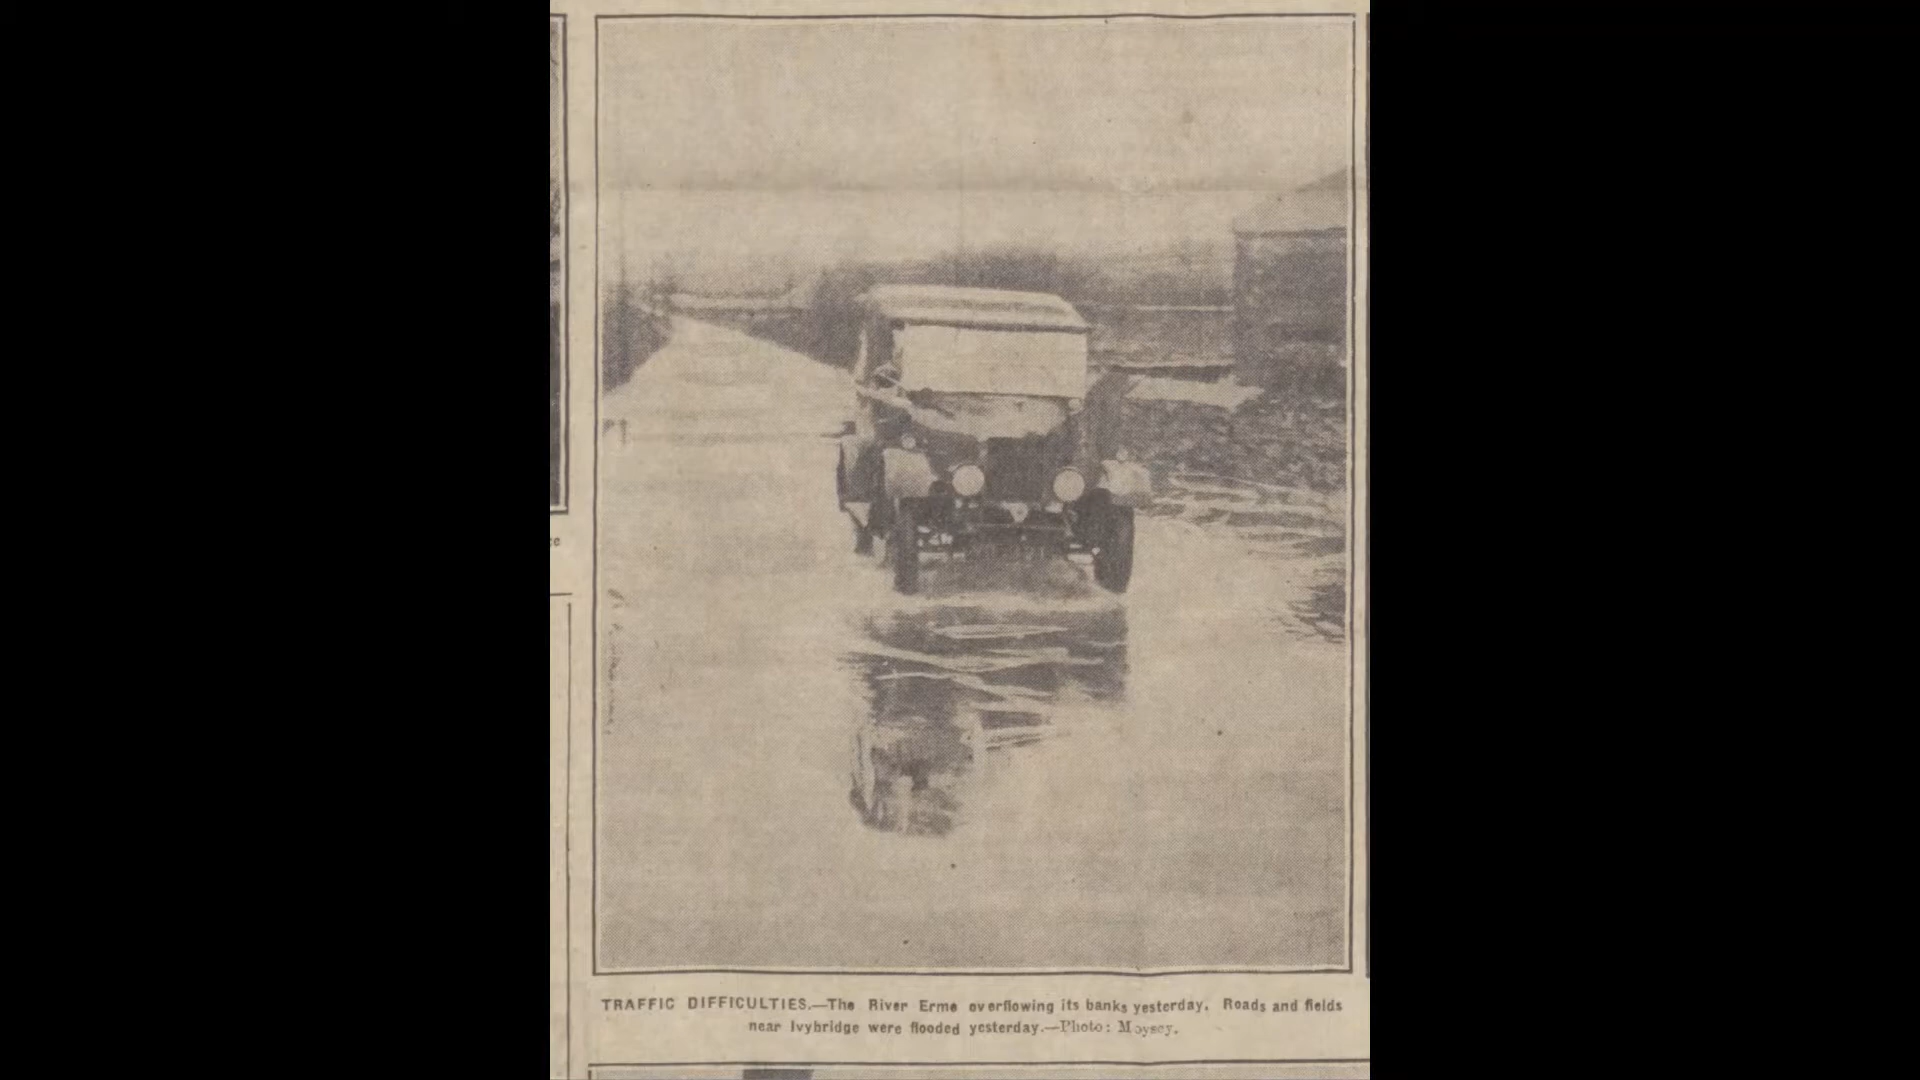 TRAFFIC DIFFICULTIES.—The River Erme overflowing its banks yesterday. Roads and fields
near Ivybridge were flooded yesterday.—Photo: Moysey.